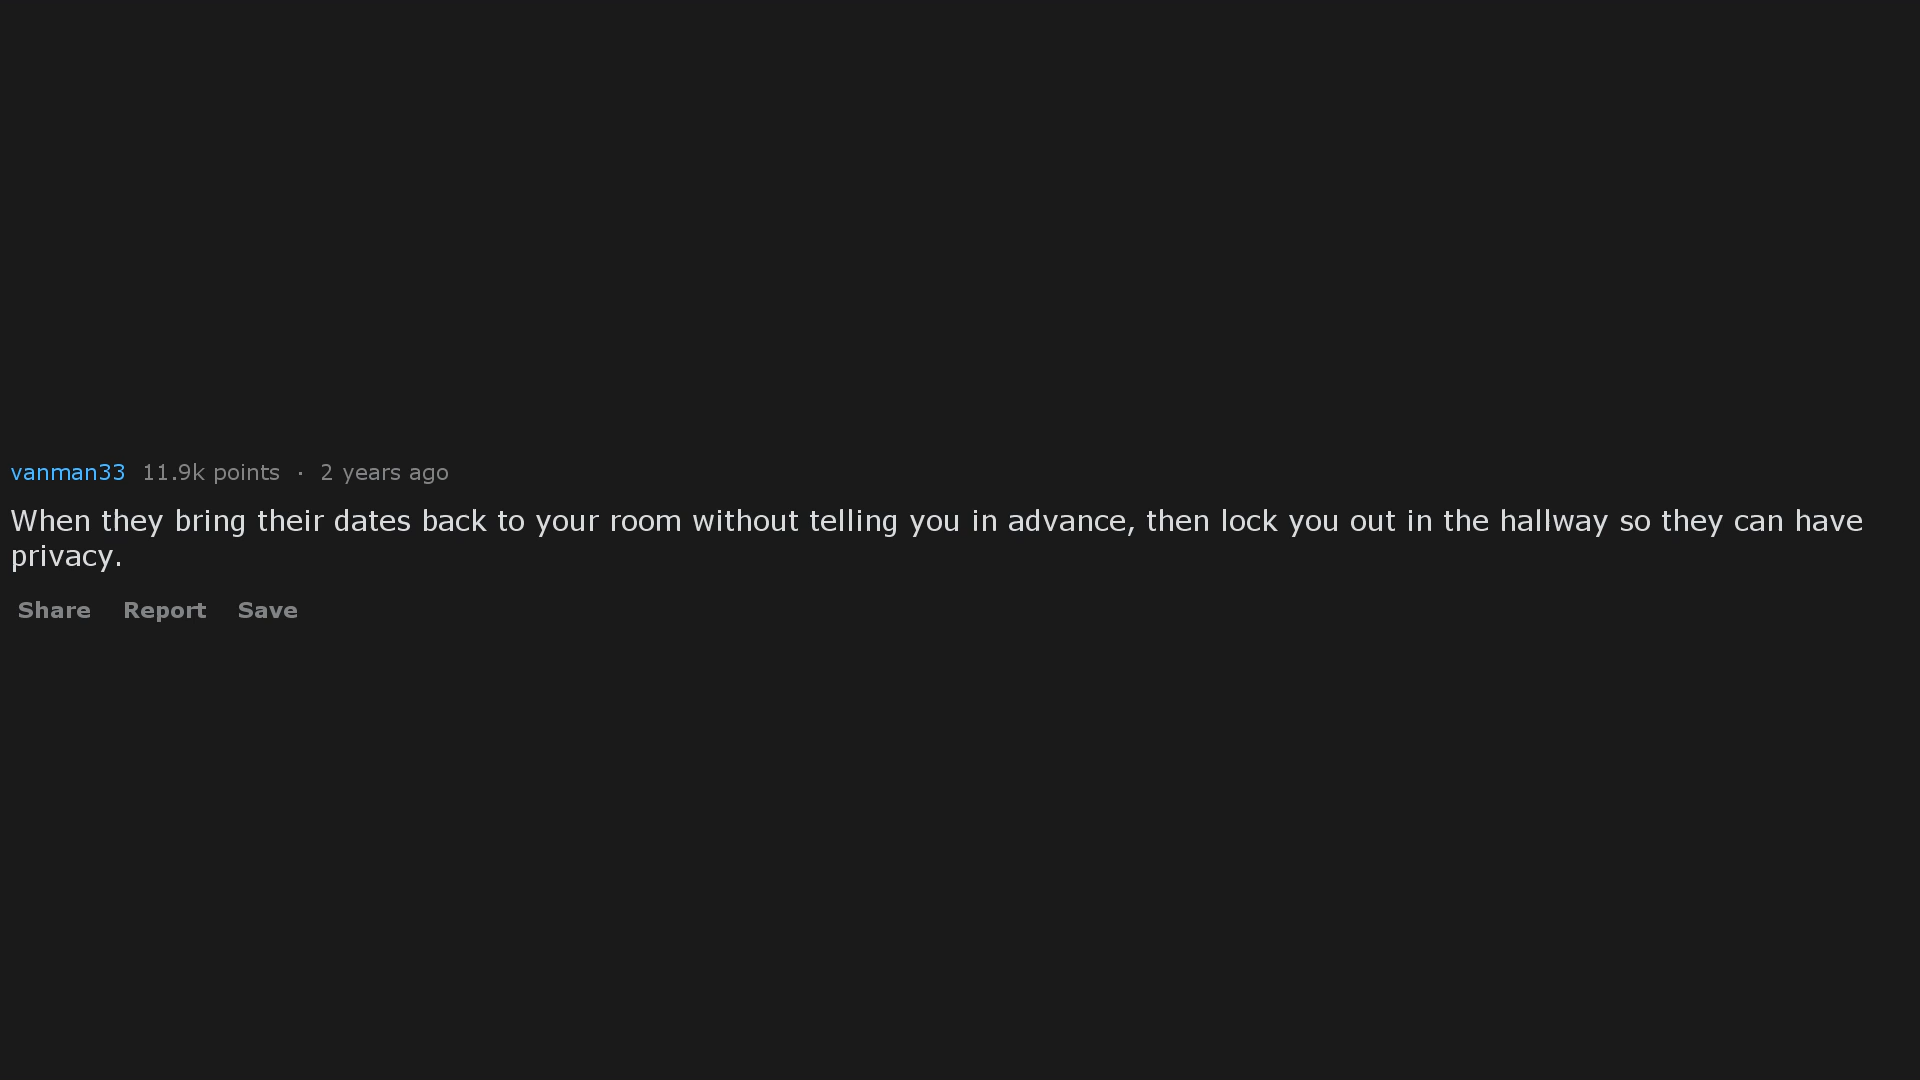 vanman33 11.9k points · 2 years ago
When they bring their dates back to your room without telling you in advance, then lock you out in the hallway so they can have
privacy.
Share Report Save